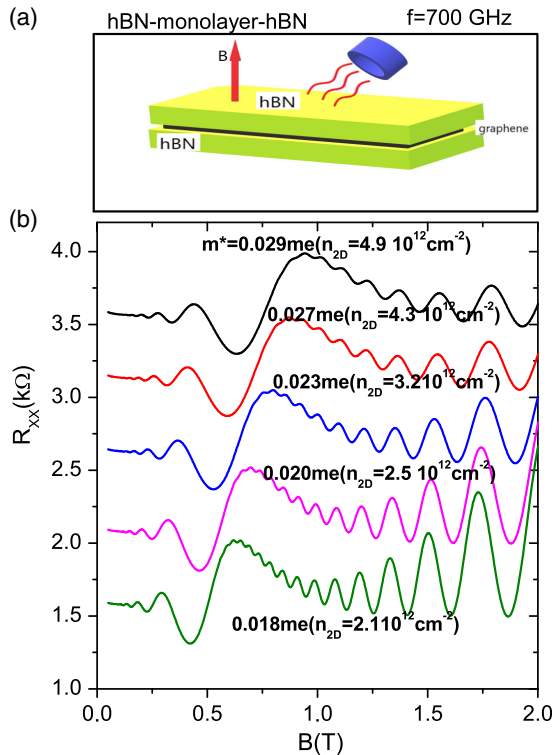 (a) hBN-monolayer-hBN f=700 GHz
B
hBN
graphene
hBN
(b)
m*=0.029me(n2D=4.9 10^12cm^-2)
0.027me(n2D=4.3 10^12cm^-2)
0.023me(n2D=3.210^12cm^-2)
0.020me(n2D=2.5 10^12cm^-2)
0.018me(n2D=2.110^12cm^-2)
4.0
3.5
3.0
2.5
2.0
1.5
1.0
RXX(kΩ)
0.0 0.5 1.0 1.5 2.0
B(T)